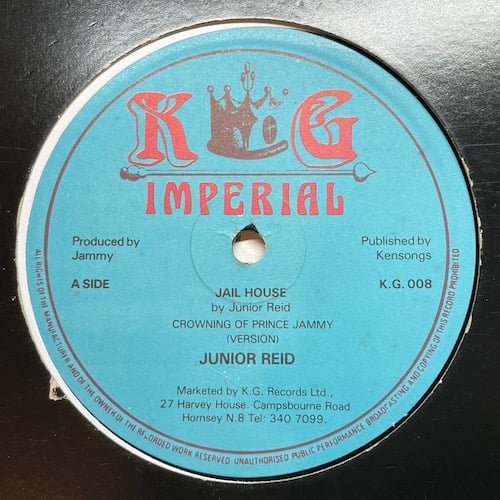 K G
IMPERIAL
Produced by
Jammy
Published by
Kensongs
A SIDE
K.G. 008
JAIL HOUSE
by Junior Reid
CROWNING OF PRINCE JAMMY
(VERSION)
JUNIOR REID
Marketed by K.G. Records Ltd.,
27 Harvey House. Campsbourne Road
Hornsey N.8 Tel: 340 7099.
ALL RIGHTS OF THE MANUFACTURER AND OF THE OWNER OF THE RECORDED WORK RESERVED UNAUTHORISED PUBLIC PERFORMANCE BROADCASTING AND COPYING OF THIS RECORD PROHIBITED